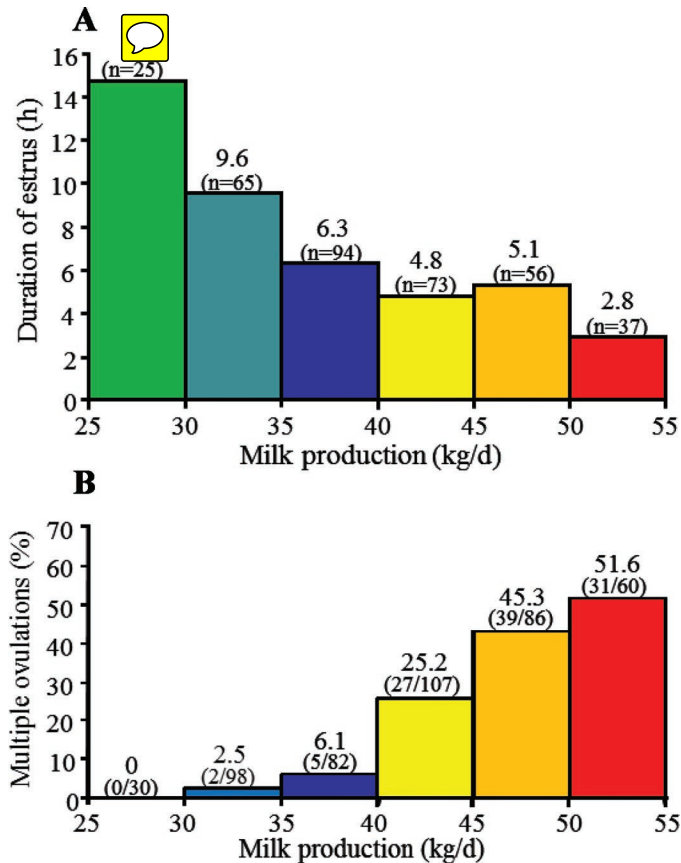 A
(n=25)
9.6
(n=65)
6.3
(n=94)
4.8
(n=73)
5.1
(n=56)
2.8
(n=37)
16
14
12
10
8
6
4
2
0
Duration of estrus (h)
25 30 35 40 45 50 55
Milk production (kg/d)
B
0
(0/30)
2.5
(2/98)
6.1
(5/82)
25.2
(27/107)
45.3
(39/86)
51.6
(31/60)
70
60
50
40
30
20
10
0
Multiple ovulations (%)
25 30 35 40 45 50 55
Milk production (kg/d)